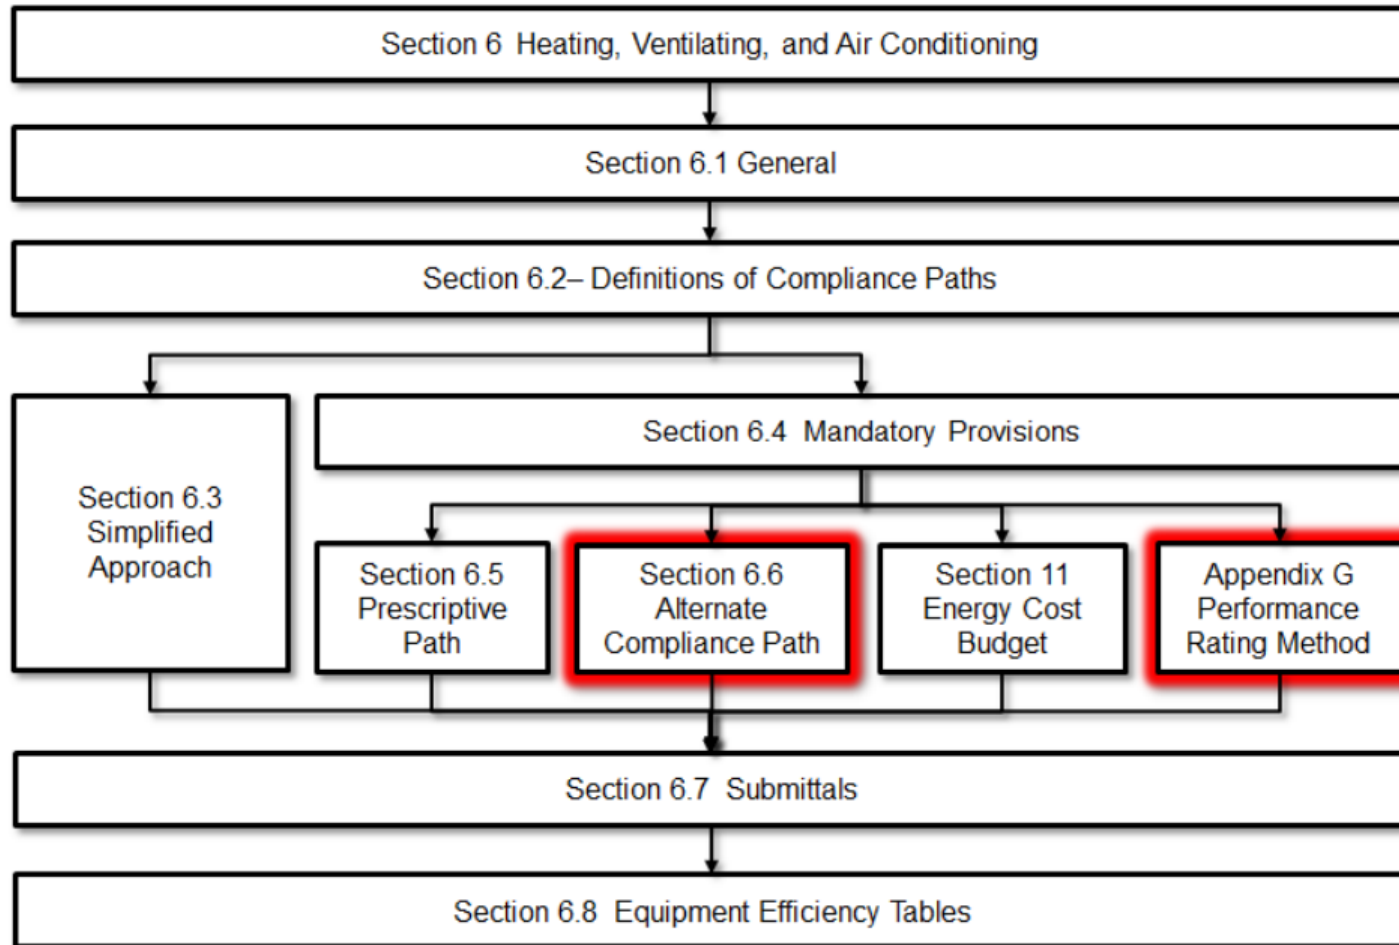 Section 6 Heating, Ventilating, and Air Conditioning
Section 6.1 General
Section 6.2– Definitions of Compliance Paths
Section 6.3
Simplified
Approach
Section 6.4 Mandatory Provisions
Section 6.5
Prescriptive
Path
Section 6.6
Alternate
Compliance Path
Section 11
Energy Cost
Budget
Appendix G
Performance
Rating Method
Section 6.7 Submittals
Section 6.8 Equipment Efficiency Tables